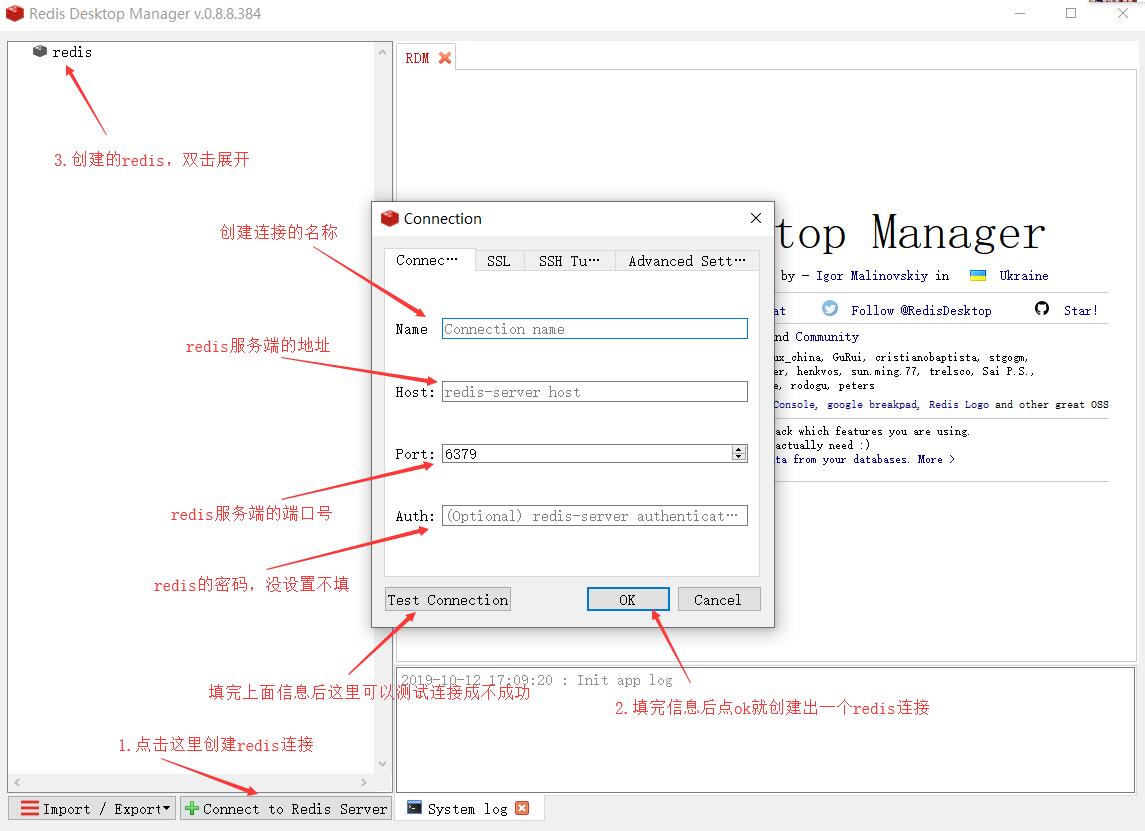 Redis Desktop Manager v.0.8.8.384
redis
RDM
3.创建的redis，双击展开
创建连接的名称
redis服务端的地址
redis服务端的端口号
redis的密码，没设置不填
填完上面信息后这里可以测试连接成不成功
1.点击这里创建redis连接
Import / Export
Connect to Redis Server
Connection
Connec···
SSL
SSH Tu···
Advanced Sett···
Name
Connection name
Host:
redis-server host
Port:
6379
Auth:
(Optional) redis-server authenticat···
Test Connection
OK
Cancel
top Manager
by - Igor Malinovskiy in Ukraine
at
Follow @RedisDesktop
Star!
nd Community
ux_china, GuRui, cristianobaptista, stgogm,
er, henkvos, sun.ming.77, trelsco, Sai P.S.,
e, rodogu, peters
Console, google breakpad, Redis Logo and other great OSS
ack which features you are using.
actually need :)
ta from your databases. More >
2019-10-12 17:09:20 : Init app log
2.填完信息后点ok就创建出一个redis连接
System log